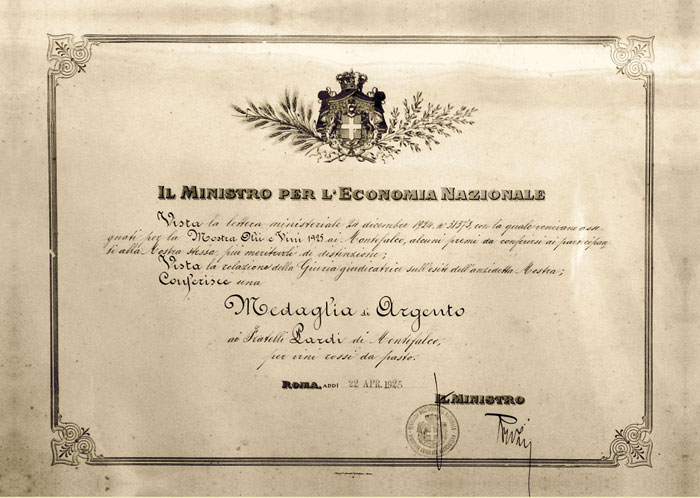 IL MINISTRO PER L'ECONOMIA NAZIONALE
Vista la lettera ministeriale 24 dicembre 1924, n° 31573, con la quale venivano asse-
gnati per la Mostra Olii e Vini 1925 di Montefalco, alcuni premi da conferirsi ai partecipan-
ti alla Mostra stessa, più meritevoli di distinzione;
Vista la relazione della Giuria giudicatrice sull'esito dell'anzidetta Mostra;
Conferisce una
Medaglia di Argento
ai Fratelli Pardi di Montefalco,
per vini rossi da pasto.
ROMA, ADDI 22 APR. 1925
IL MINISTRO